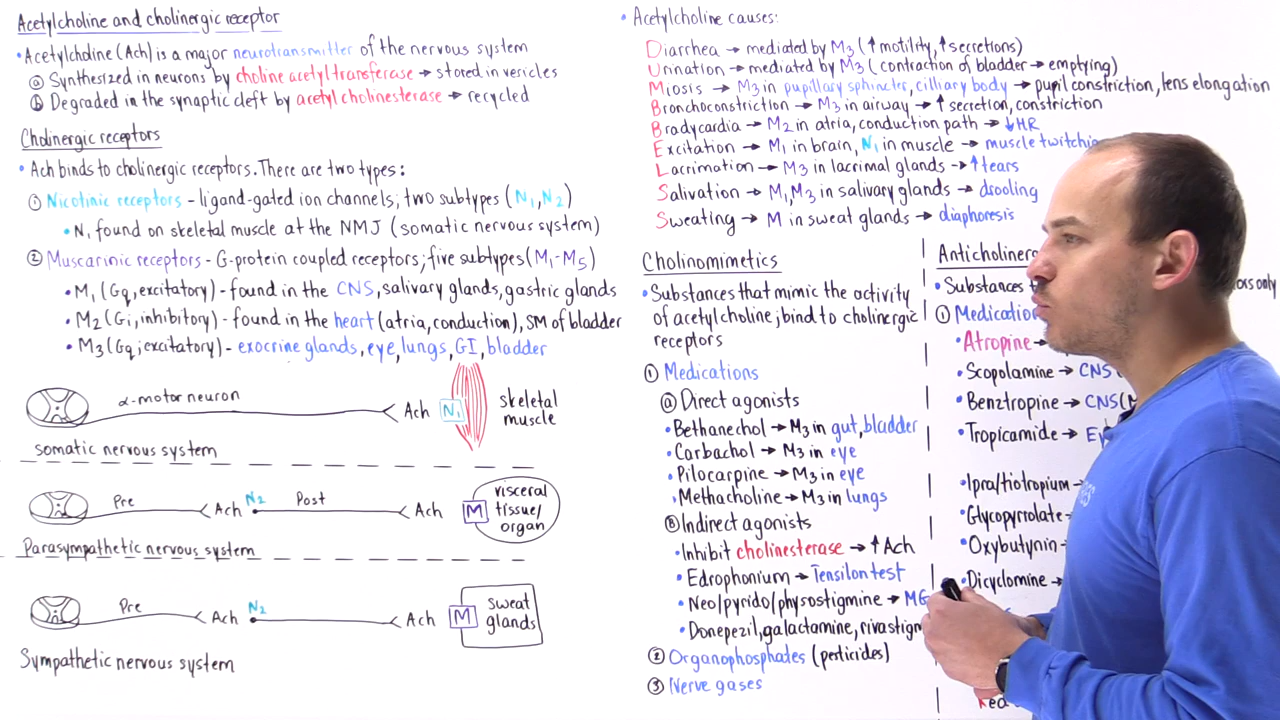 Acetylcholine and cholinergic receptor
• Acetylcholine (Ach) is a major neurotransmitter of the nervous system
ⓐ Synthesized in neurons by choline acetyltransferase → stored in vesicles
ⓑ Degraded in the synaptic cleft by acetylcholinesterase → recycled
Cholinergic receptors
• Ach binds to cholinergic receptors. There are two types:
① Nicotinic receptors - ligand-gated ion channels; two subtypes (N1, N2)
• N1 found on skeletal muscle at the NMJ (somatic nervous system)
② Muscarinic receptors - G-protein coupled receptors; five subtypes (M1-M5)
• M1 (Gq, excitatory) - found in the CNS, salivary glands, gastric glands
• M2 (Gi, inhibitory) - found in the heart (atria, conduction), SM of bladder
• M3 (Gq; excitatory) - exocrine glands, eye, lungs, GI, bladder
α-motor neuron
Ach
N1
skeletal
muscle
somatic nervous system
Pre
Ach
N2
Post
Ach
M
visceral
tissue/
organ
Parasympathetic nervous system
Pre
Ach
N2
Ach
M
sweat
glands
Sympathetic nervous system
• Acetylcholine causes:
Diarrhea → mediated by M3 (↑ motility, ↑ secretions)
Urination → mediated by M3 (contraction of bladder → emptying)
Miosis → M3 in pupillary sphincter, cilliary body → pupil constriction, lens elongation
Bronchoconstriction → M3 in airway → ↑ secretion, constriction
Bradycardia → M2 in atria, conduction path → ↓HR
Excitation → M1 in brain, N1 in muscle → muscle twitching
Lacrimation → M3 in lacrimal glands → ↑ tears
Salivation → M1, M3 in salivary glands → drooling
Sweating → M in sweat glands → diaphoresis
Cholinomimetics
• Substances that mimic the activity
of acetylcholine; bind to cholinergic
receptors
① Medications
ⓐ Direct agonists
• Bethanechol → M3 in gut, bladder
• Carbachol → M3 in eye
• Pilocarpine → M3 in eye
• Methacholine → M3 in lungs
ⓑ Indirect agonists
• Inhibit cholinesterase → ↑ Ach
• Edrophonium → Tensilon test
• Neo/pyrido/physostigmine → MG
• Donepezil, galactamine, rivastigm
② Organophosphates (pesticides)
③ Nerve gases
Anticholiner
• Substances
ors only
① Medication
• Atropine →
• Scopolamine → CNS
• Benztropine → CNS (M
• Tropicamide → Ey
• Ipra/tiotropium →
• Glycopyrrolate →
• Oxybutynin →
• Dicyclomine →